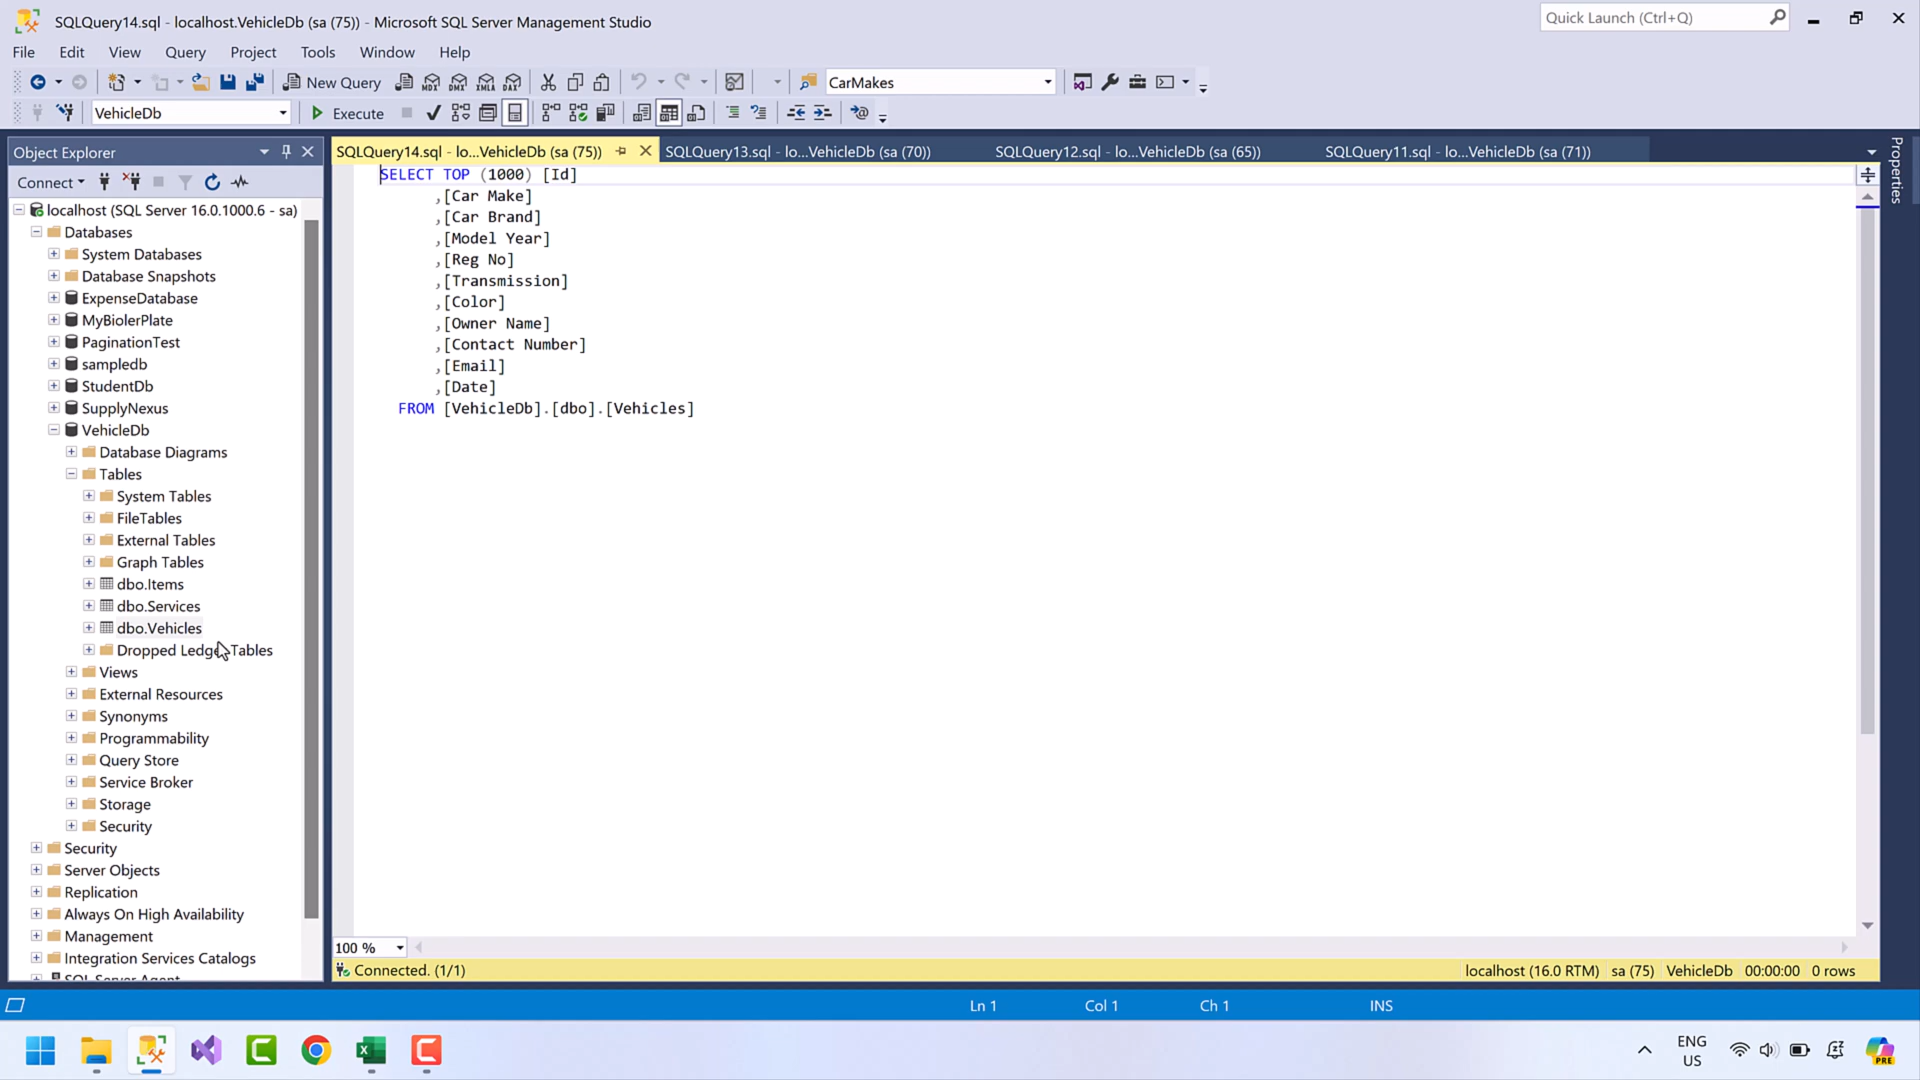 SQLQuery14.sql - localhost.VehicleDb (sa (75)) - Microsoft SQL Server Management Studio
Quick Launch (Ctrl+Q)
File Edit View Query Project Tools Window Help
New Query
MDX DMX XMLA DAX
CarMakes
VehicleDb
Execute
Object Explorer
SQLQuery14.sql - lo...VehicleDb (sa (75))
SQLQuery13.sql - lo...VehicleDb (sa (70))
SQLQuery12.sql - lo...VehicleDb (sa (65))
SQLQuery11.sql - lo...VehicleDb (sa (71))
Properties
Connect
localhost (SQL Server 16.0.1000.6 - sa)
Databases
System Databases
Database Snapshots
ExpenseDatabase
MyBiolerPlate
PaginationTest
sampledb
StudentDb
SupplyNexus
VehicleDb
Database Diagrams
Tables
System Tables
FileTables
External Tables
Graph Tables
dbo.Items
dbo.Services
dbo.Vehicles
Dropped Ledger Tables
Views
External Resources
Synonyms
Programmability
Query Store
Service Broker
Storage
Security
Security
Server Objects
Replication
Always On High Availability
Management
Integration Services Catalogs
SQL Server Agent
SELECT TOP (1000) [Id]
,[Car Make]
,[Car Brand]
,[Model Year]
,[Reg No]
,[Transmission]
,[Color]
,[Owner Name]
,[Contact Number]
,[Email]
,[Date]
FROM [VehicleDb].[dbo].[Vehicles]
100 %
Connected. (1/1)
localhost (16.0 RTM) sa (75) VehicleDb 00:00:00 0 rows
Ln 1 Col 1 Ch 1 INS
ENG
US
PRE